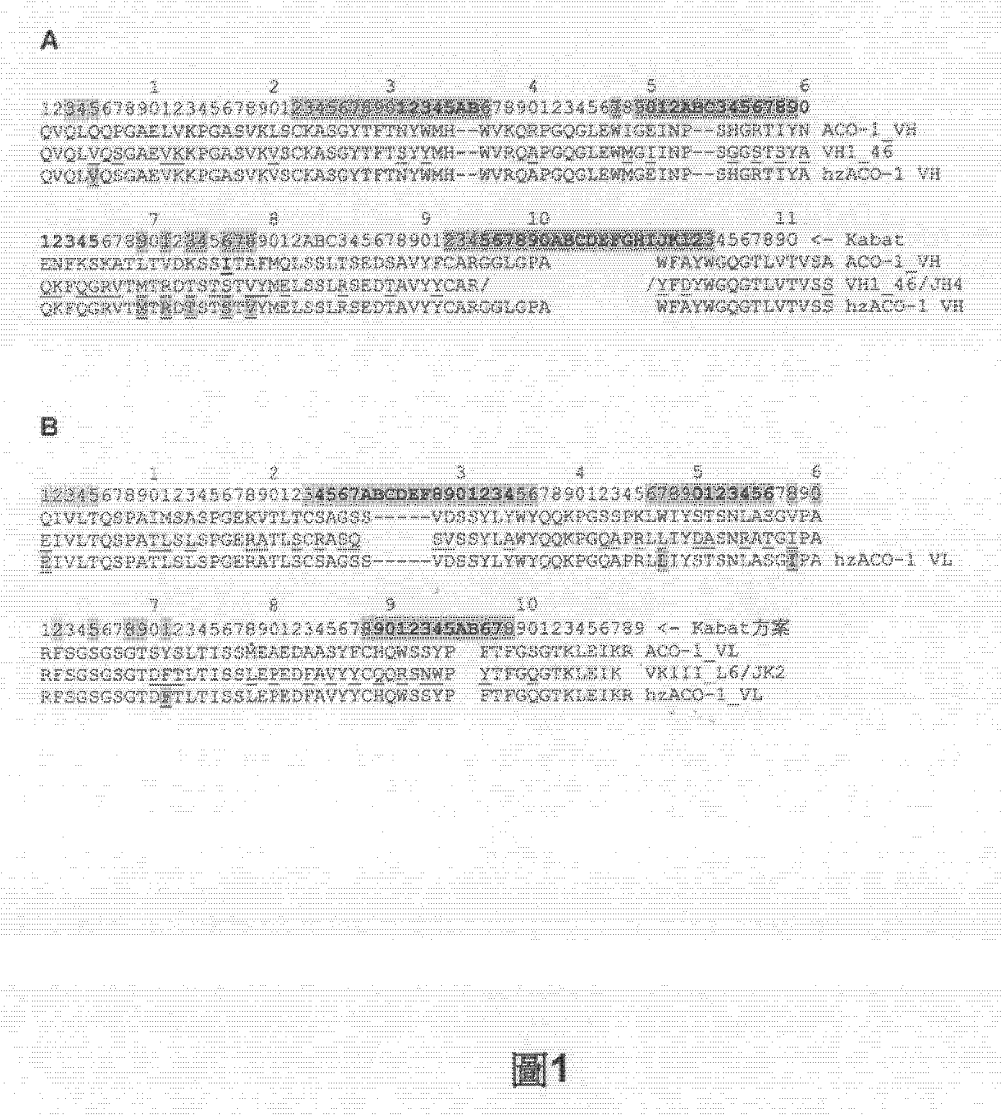 A
1 2 3 4 5 6
QVQLQQPGAELVKPGASVKLSCKASGYTFTNYWMH--WVKQRPGQGLEWIGEINP--SHGRTIYN ACO-1_VH
QVQLVQSGAEVKKPGASVKVSCKASGYTFTSYYMH--WVRQAPGQGLEWMGIINP--SGGSTSYA VH1_46
QVQLVQSGAEVKKPGASVKVSCKASGYTFTNYWMH--WVRQAPGQGLEWMGEINP--SHGRTIYA hzACO-1 VH
7 8 9 10 11
1234567890123456789012ABC345678901234567890ABCDEFGHIJK1234567890 <- Kabat
ENFKSKATLTVDKSSITAFMQLSSLTSEDSAVYFCARGGLGPA WFAYWGQGTLVTVSA ACO-1_VH
QKFQGRVTMTRDTSTSTVYMELSSLRSEDTAVYYCAR/ /YFDYWGQGTLVTVSS VH1_46/JH4
QKFQGRVTMTRDTSTSTVYMELSSLRSEDTAVYYCARGGLGPA WFAYWGQGTLVTVSS hzACO-1 VH
B
1 2 3 4 5 6
123456789012345678901234567ABCDEF890123456789012345678901234567890
QIVLTQSPAIMSASPGEKVTLTCSAGSS-----VDSSYLYWYQQKPGSSPKLWIYSTSNLASGVPA
EIVLTQSPATLSLSPGERATLSCRASQ SVSSYLAWYQQKPGQAPRLLIYDASNRATGIPA
EIVLTQSPATLSLSPGERATLSCSAGSS-----VDSSYLYWYQQKPGQAPRLLIYSTSNLASGIPA hzACO-1 VL
7 8 9 10
12345678901234567890123456789012345AB678901234567​89 <- Kabat方案
RFSGSGSGTSYSLTISSMEAEDAASYFCHQWSSYP FTFGSGTKLEIKR ACO-1_VL
RFSGSGSGTDFTLTISSLEPEDFAVYYCQQRSNWP YTFGQGTKLEIK VKIII_L6/JK2
RFSGSGSGTDFTLTISSLEPEDFAVYYCHQWSSYP FTFGQGTKLEIKR hzACO-1_VL
圖1